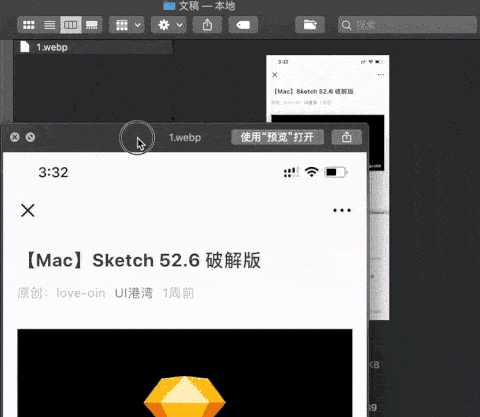 文稿 — 本地
搜索
1.webp
3:32
【Mac】Sketch 52.6 破解版
1.webp
使用“预览”打开
3:32
【Mac】Sketch 52.6 破解版
原创: love-oin UI港湾 1周前
KB